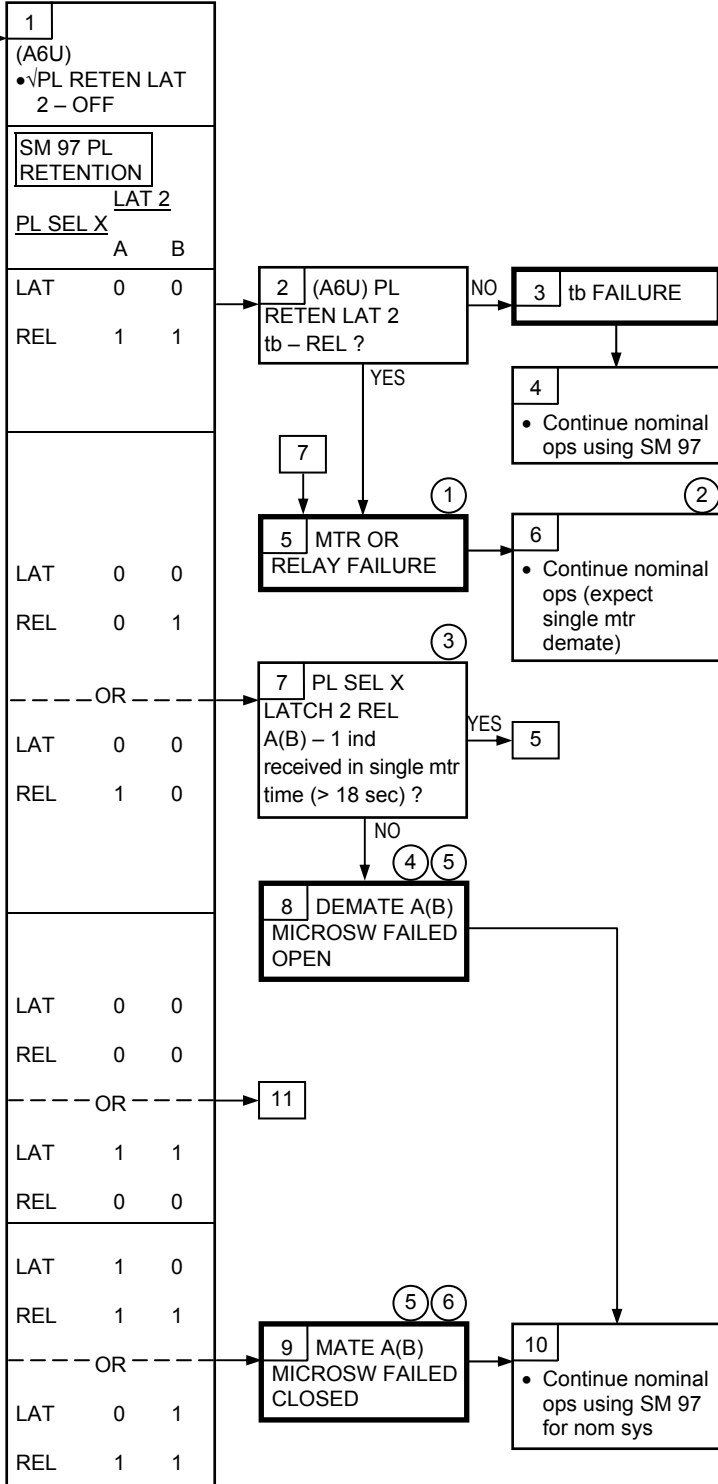 1
(A6U)
•√PL RETEN LAT
2 – OFF
SM 97 PL
RETENTION
LAT 2
PL SEL X
A B
LAT 0 0
REL 1 1
2 (A6U) PL
RETEN LAT 2
tb – REL ?
NO
3 tb FAILURE
YES
4
• Continue nominal
ops using SM 97
7
1
5 MTR OR
RELAY FAILURE
2
6
• Continue nominal
ops (expect
single mtr
demate)
LAT 0 0
REL 0 1
OR
LAT 0 0
REL 1 0
3
7 PL SEL X
LATCH 2 REL
A(B) – 1 ind
received in single mtr
time (> 18 sec) ?
YES
5
NO
4 5
8 DEMATE A(B)
MICROSW FAILED
OPEN
LAT 0 0
REL 0 0
OR
11
LAT 1 1
REL 0 0
LAT 1 0
REL 1 1
OR
LAT 0 1
REL 1 1
5 6
9 MATE A(B)
MICROSW FAILED
CLOSED
10
• Continue nominal
ops using SM 97
for nom sys